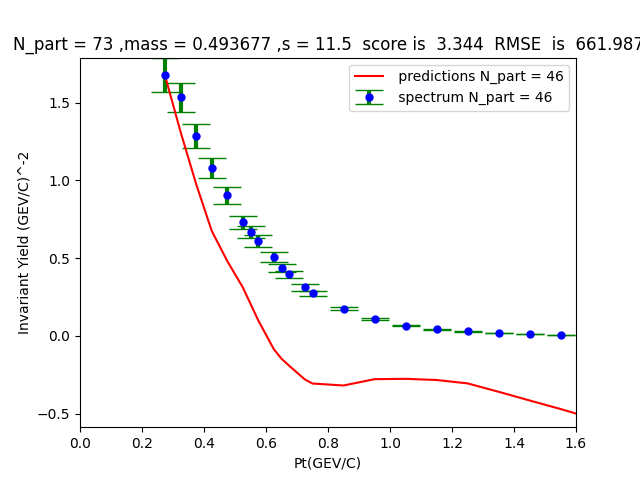 N_part = 73 ,mass = 0.493677 ,s = 11.5  score is  3.344  RMSE  is  661.987
predictions N_part = 46
spectrum N_part = 46
Invariant Yield (GEV/C)^-2
1.5
1.0
0.5
0.0
−0.5
0.0 0.2 0.4 0.6 0.8 1.0 1.2 1.4 1.6
Pt(GEV/C)